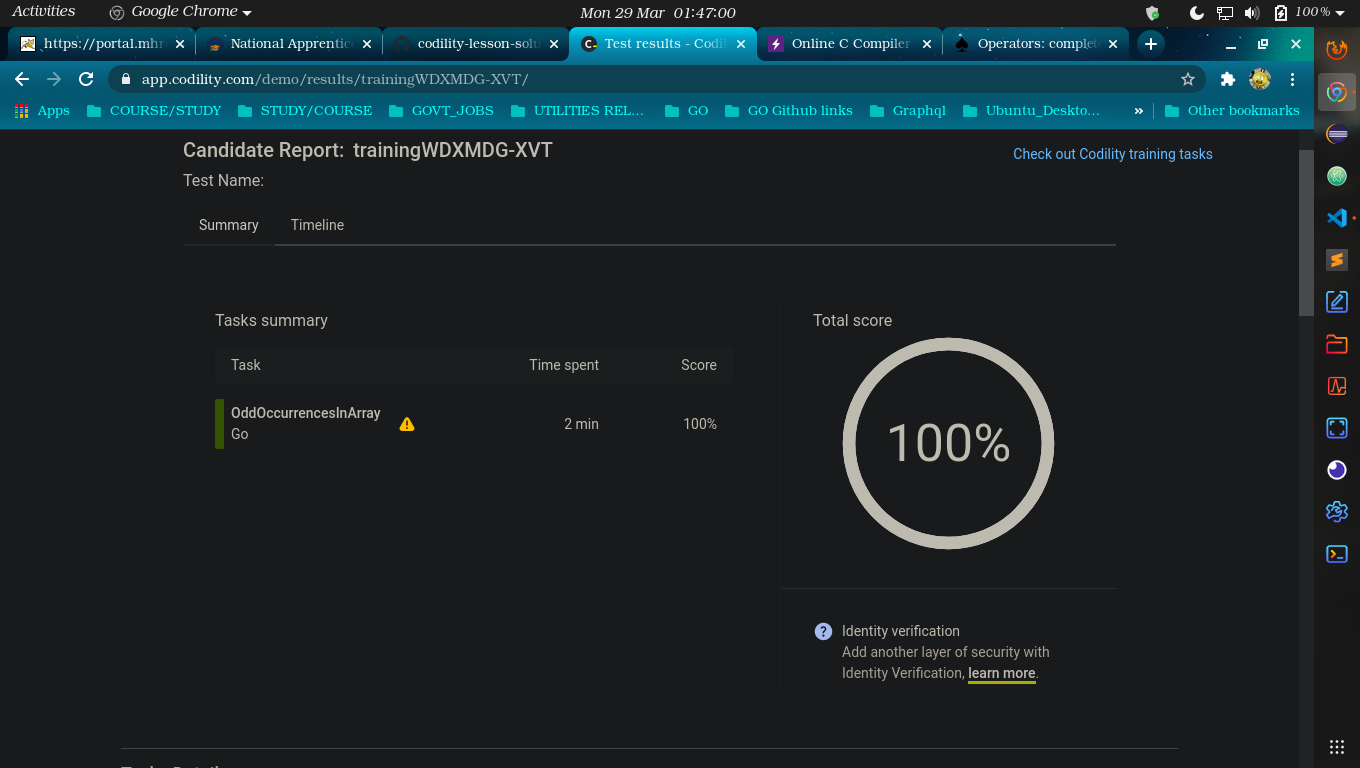 Activities Google Chrome Mon 29 Mar 01:47:00 100%
https://portal.mhr National Apprentic codility-lesson-solu Test results - Codil Online C Compiler Operators: complet
app.codility.com/demo/results/trainingWDXMDG-XVT/
Apps COURSE/STUDY STUDY/COURSE GOVT_JOBS UTILITIES REL... GO GO Github links Graphql Ubuntu_Deskto... » Other bookmarks
Candidate Report: trainingWDXMDG-XVT
Check out Codility training tasks
Test Name:
Summary Timeline
Tasks summary
Task Time spent Score
OddOccurrencesInArray
Go
2 min 100%
Total score
100%
Identity verification
Add another layer of security with
Identity Verification, learn more.